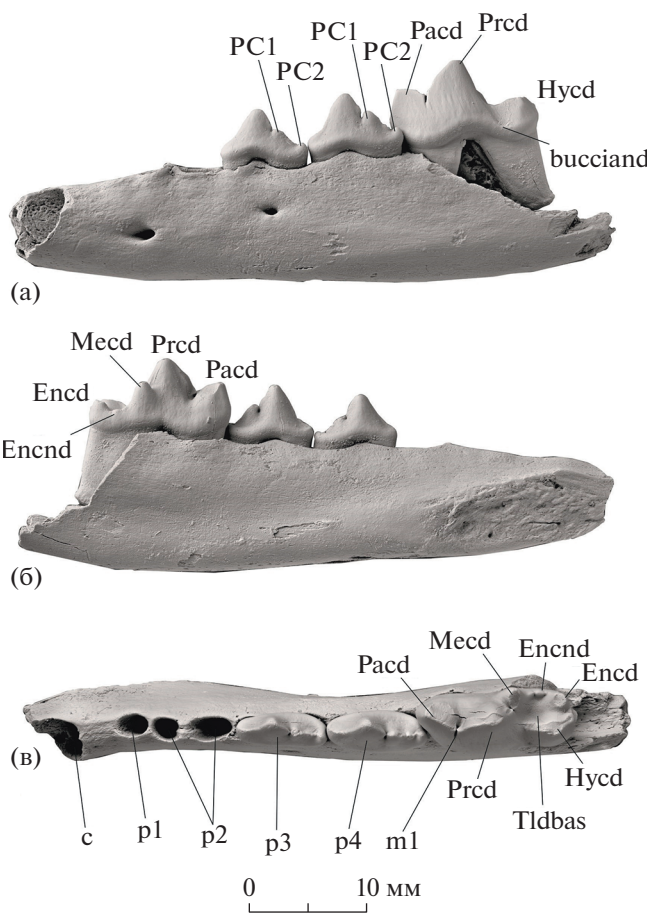 PC1 PC2 PC1 PC2 Pacd Prcd Hycd bucciand
(а)
Mecd Prcd Pacd Encd Encnd
(б)
Mecd Encnd Encd Pacd
(в)
Prcd Hycd Tldbas
c p1 p2 p3 p4 m1
0 10 мм